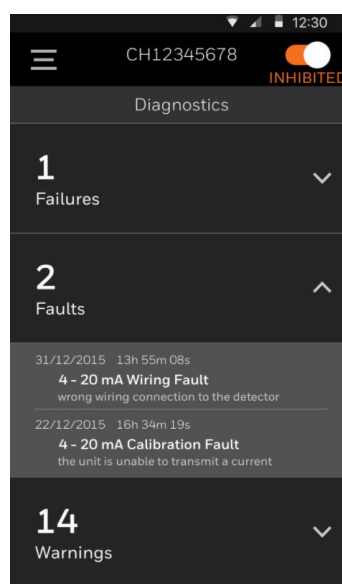 12:30
CH12345678
INHIBITED
Diagnostics
1
Failures
2
Faults
31/12/2015 13h 55m 08s
4 - 20 mA Wiring Fault
wrong wiring connection to the detector
22/12/2015 16h 34m 19s
4 - 20 mA Calibration Fault
the unit is unable to transmit a current
14
Warnings